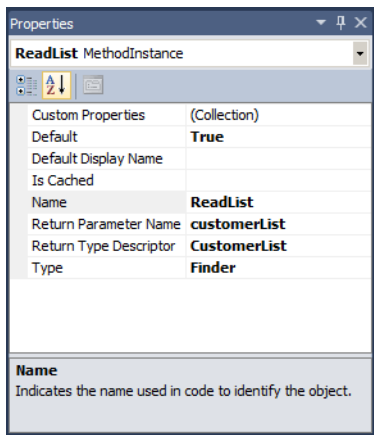 Properties
ReadList MethodInstance
Custom Properties (Collection)
Default True
Default Display Name
Is Cached
Name ReadList
Return Parameter Name customerList
Return Type Descriptor CustomerList
Type Finder
Name
Indicates the name used in code to identify the object.